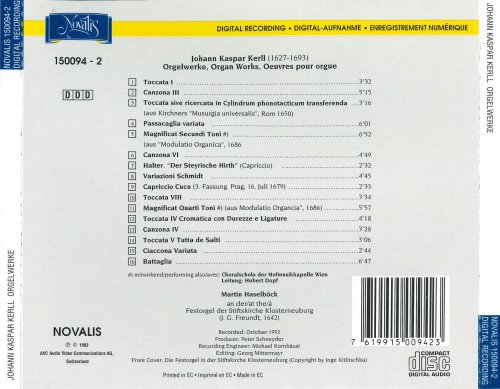 Novalis
DIGITAL RECORDING • DIGITAL-AUFNAHME • ENREGISTREMENT NUMÉRIQUE
150094 - 2
DDD
Johann Kaspar Kerll (1627-1693)
Orgelwerke, Organ Works, Oeuvres pour orgue
1 Toccata I 3'32
2 Canzona III 5'15
3 Toccata sive ricercata in Cylindrum phonotacticum transferenda 3'16
(aus Kirchners "Musurgia universalis", Rom 1650)
4 Passacaglia variata 6'01
5 Magnificat Secundi Toni #) 6'52
(aus "Modulatio Organica", 1686
6 Canzona VI 4'49
7 Halter. "Der Steyrische Hirth" (Capriccio) 3'21
8 Variazioni Schmidt 4'45
9 Capriccio Cucu (3. Fassung. Prag, 16. Juli 1679) 2'33
10 Toccata VIII 3'34
11 Magnificat Quarti Toni #) (aus Modulatio Organcia", 1686) 5'57
12 Toccata IV Cromatica con Durezze e Ligature 4'18
13 Canzona IV 3'28
14 Toccata V Tutta de Salti 3'06
15 Ciaccona Variata 2'44
16 Battaglia 2'47
#) mitwirkend/performing also/avec: Choralschola der Hofmusikkapelle Wien
Leitung: Hubert Dopf
Martin Haselböck
an der/at the/à
Festorgel der Stiftskirche Klosterneuburg
(J. G. Freundt, 1642)
Recorded: October 1992
Producer: Peter Schneyder
Recording Engineer: Michael Kornhäusl
Editing: Georg Mittermayr
Front Cover: Die Festorgel in der Stiftskirche Klosterneuburg (Copyright by Inge Kitlitschka)
Printed in EC • Imprimé en EC • Made in EC
NOVALIS
℗ © 1993
AVC Audio Video Communications AG.
Switzerland
7 619915 009423
COMPACT
disc
DIGITAL AUDIO
NOVALIS 150094-2
DIGITAL RECORDING
JOHANN KASPAR KERLL ORGELWERKE
JOHANN KASPAR KERLL ORGELWERKE
NOVALIS 150094-2
DIGITAL RECORDING